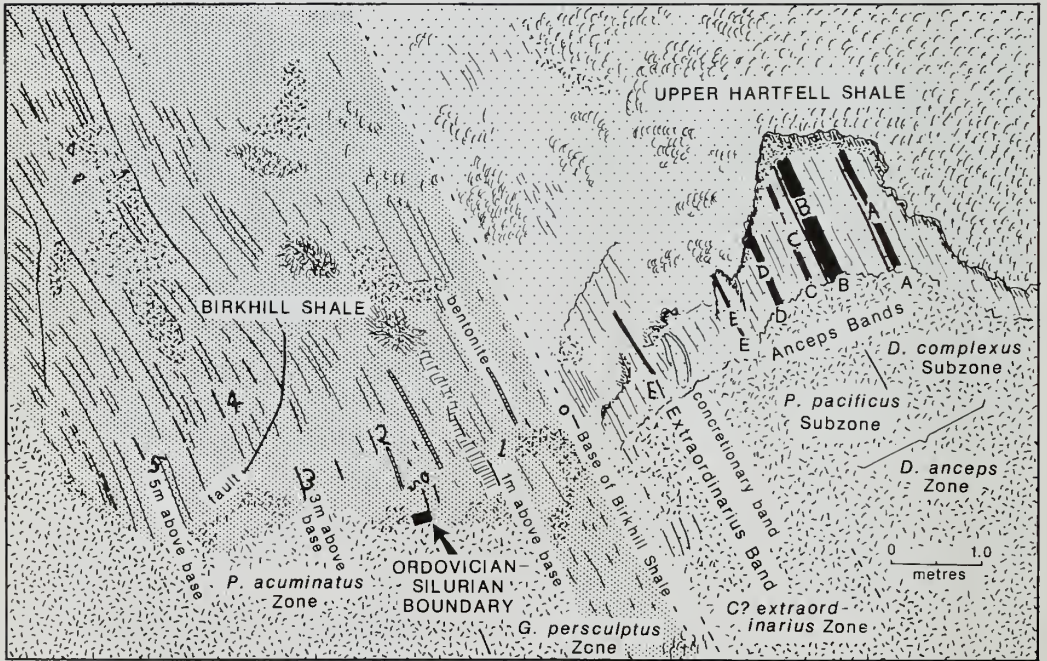 UPPER HARTFELL SHALE
BIRKHILL SHALE
bentonite
B
A
C
D
E
C
B
A
D
E
Anceps Bands
D. complexus
Subzone
P. pacificus
Subzone
D. anceps
Zone
0 1.0
metres
E
concretionary band
Extraordinarius Band
C? extraord-
inarius Zone
O Base of Birkhill Shale
1
1m above base
G. persculptus
Zone
2
ORDOVICIAN–
SILURIAN
BOUNDARY
3
3m above
base
P. acuminatus
Zone
4
fault
5
5m above base